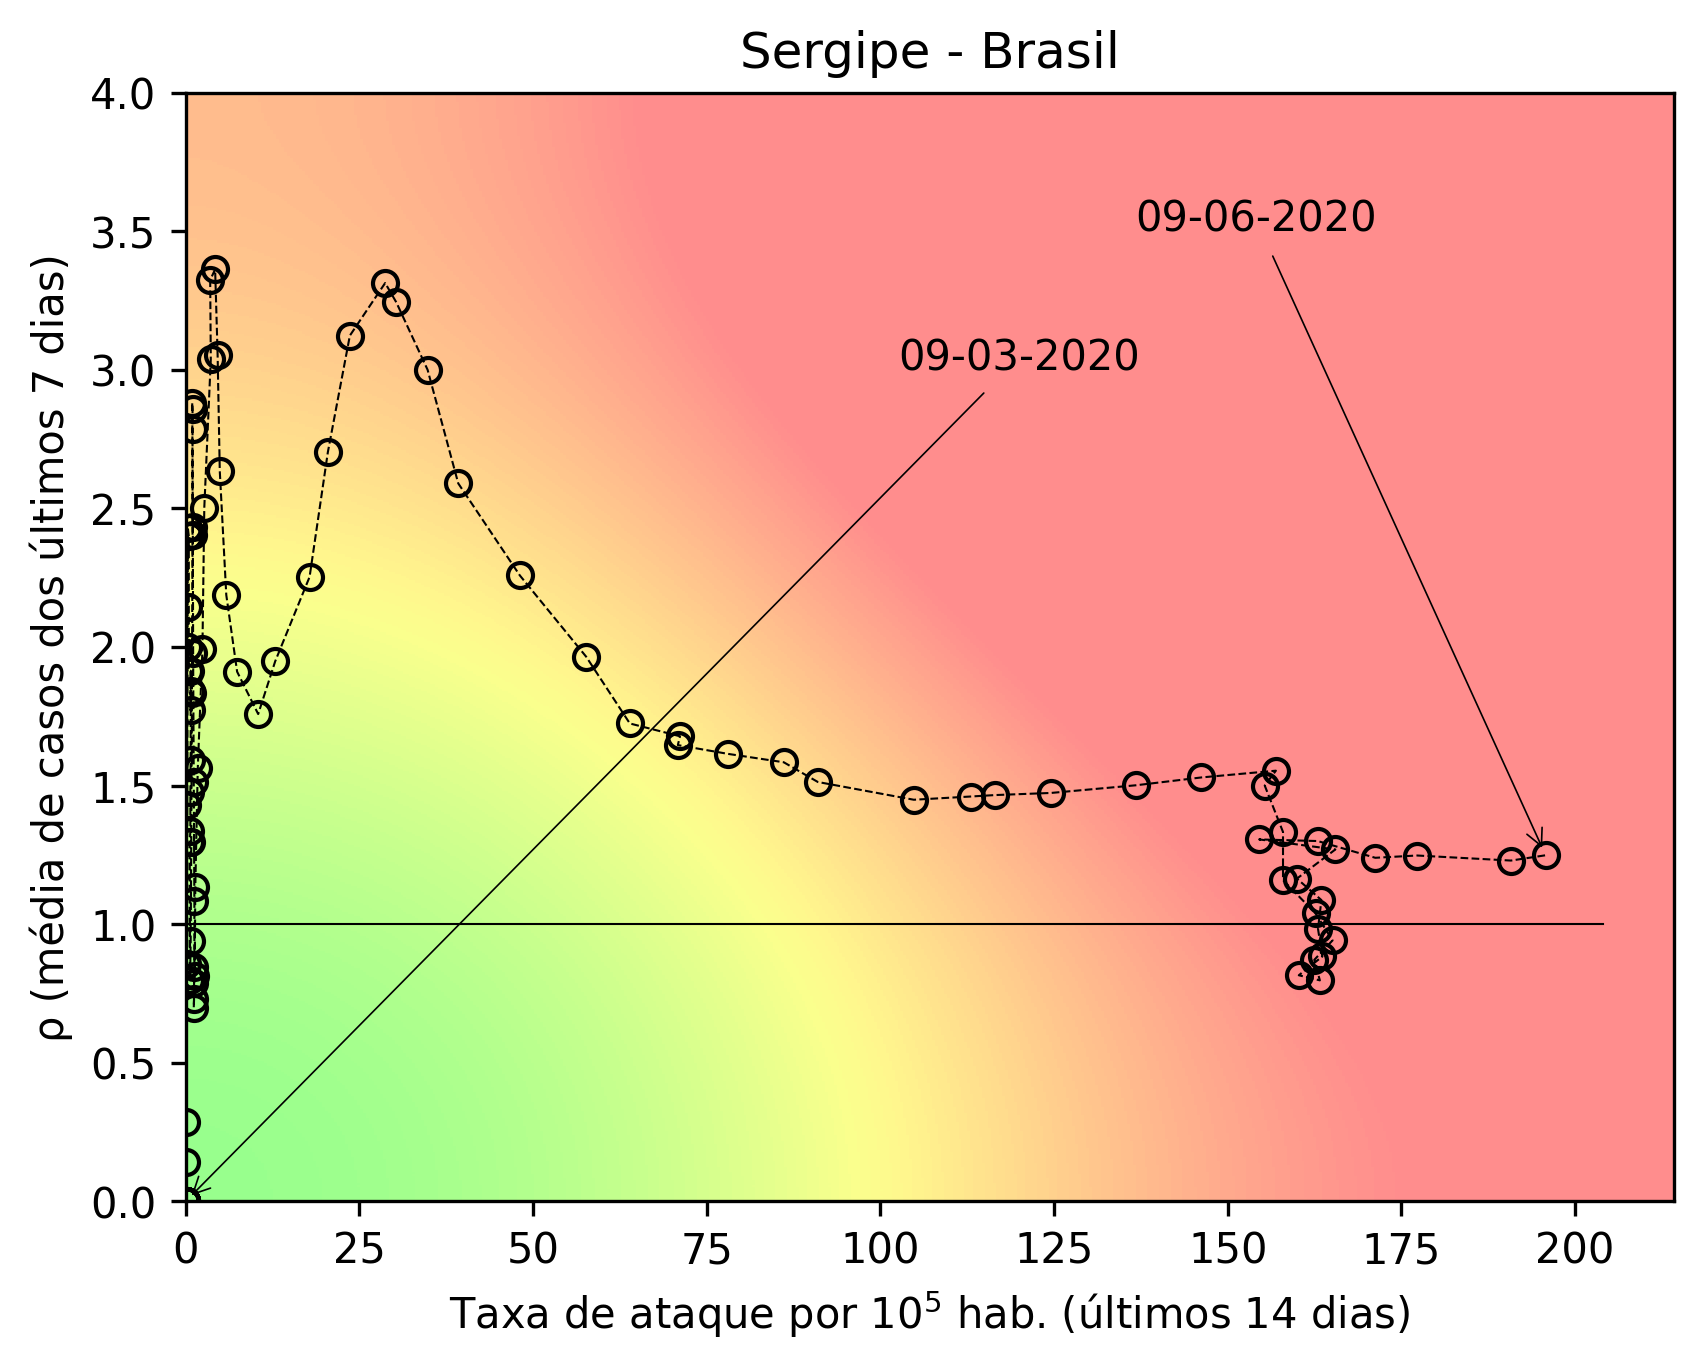 Sergipe - Brasil
4.0
3.5
3.0
2.5
2.0
1.5
1.0
0.5
0.0
ρ (média de casos dos últimos 7 dias)
09-06-2020
09-03-2020
0 25 50 75 100 125 150 175 200
Taxa de ataque por 10⁵ hab. (últimos 14 dias)